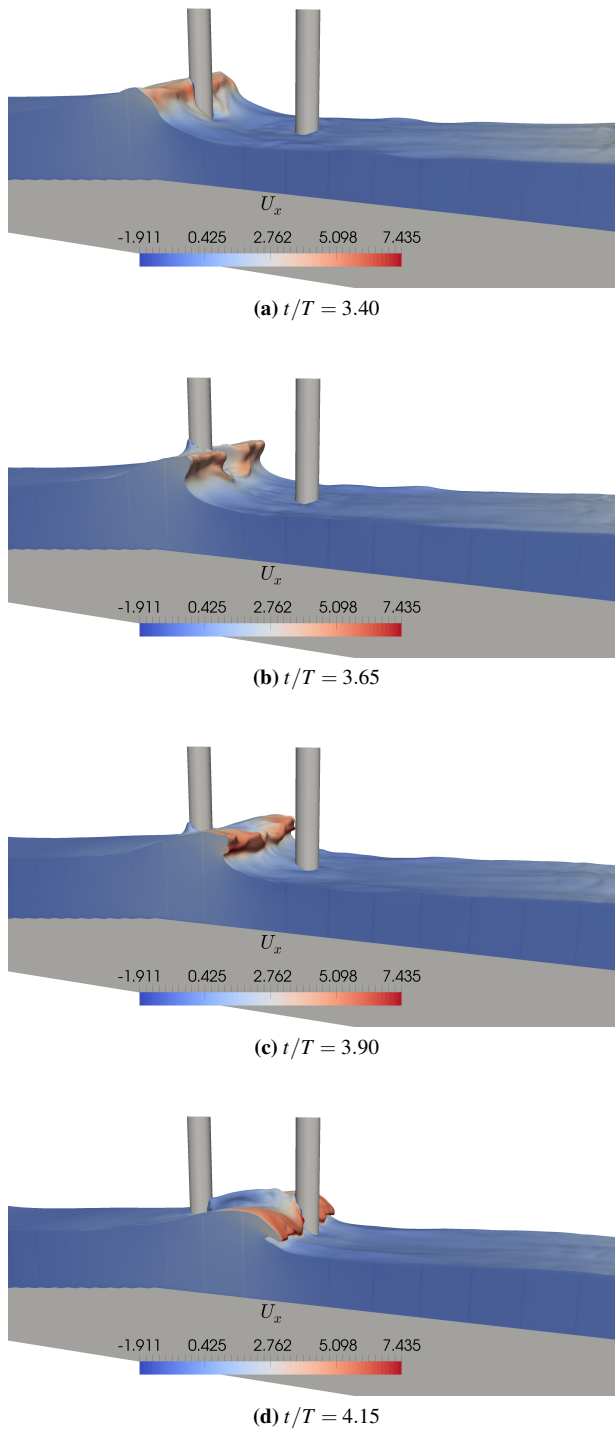 U_x
-1.911 0.425 2.762 5.098 7.435
(a) t/T = 3.40
U_x
-1.911 0.425 2.762 5.098 7.435
(b) t/T = 3.65
U_x
-1.911 0.425 2.762 5.098 7.435
(c) t/T = 3.90
U_x
-1.911 0.425 2.762 5.098 7.435
(d) t/T = 4.15